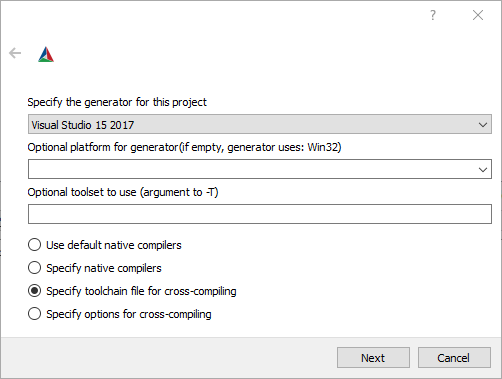 Specify the generator for this project
Visual Studio 15 2017
Optional platform for generator(if empty, generator uses: Win32)
Optional toolset to use (argument to -T)
Use default native compilers
Specify native compilers
Specify toolchain file for cross-compiling
Specify options for cross-compiling
Next
Cancel